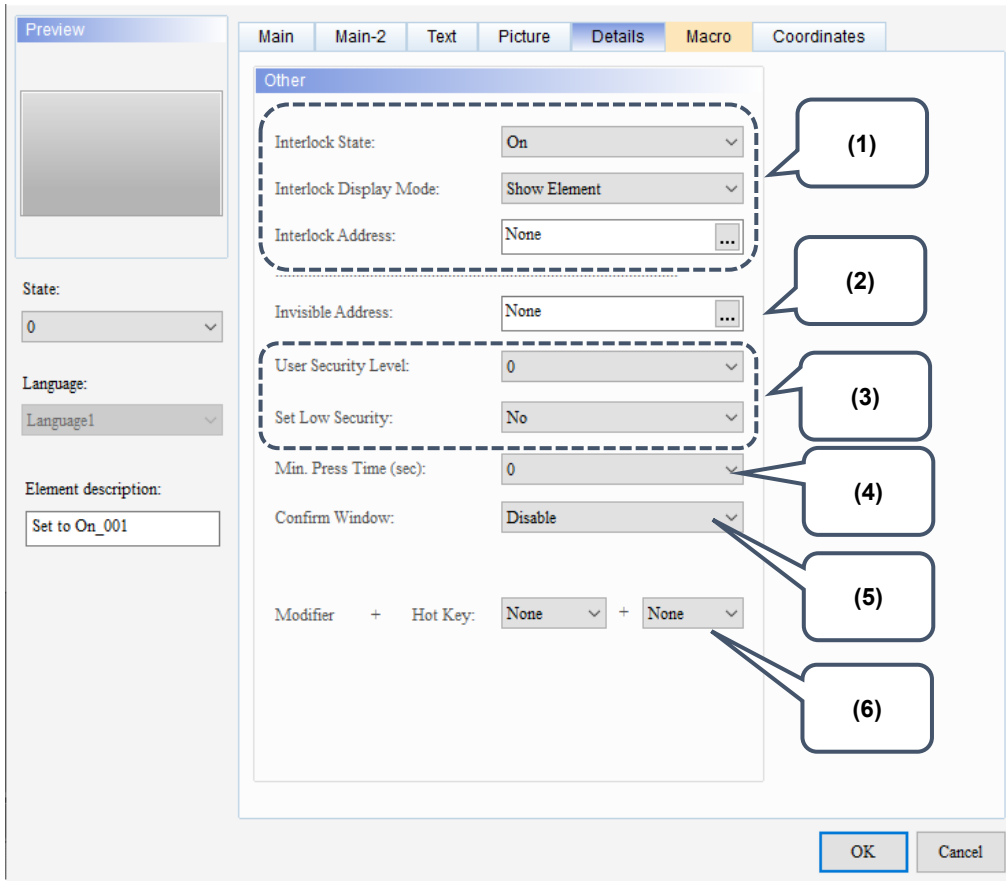 Preview
Main Main-2 Text Picture Details Macro Coordinates
Other
Interlock State: On
(1)
Interlock Display Mode: Show Element
Interlock Address: None ...
(2)
State:
0
Invisible Address: None ...
User Security Level: 0
(3)
Language:
Language1
Set Low Security: No
Min. Press Time (sec): 0
(4)
Element description:
Set to On_001
Confirm Window: Disable
(5)
Modifier + Hot Key: None + None
(6)
OK Cancel